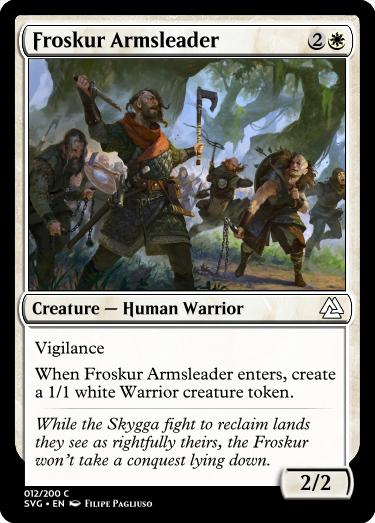 Froskur Armsleader 2
Creature — Human Warrior
Vigilance
When Froskur Armsleader enters, create
a 1/1 white Warrior creature token.
While the Skygga fight to reclaim lands
they see as rightfully theirs, the Froskur
won't take a conquest lying down.
2/2
012/200 C
SVG • EN Filipe Pagliuso